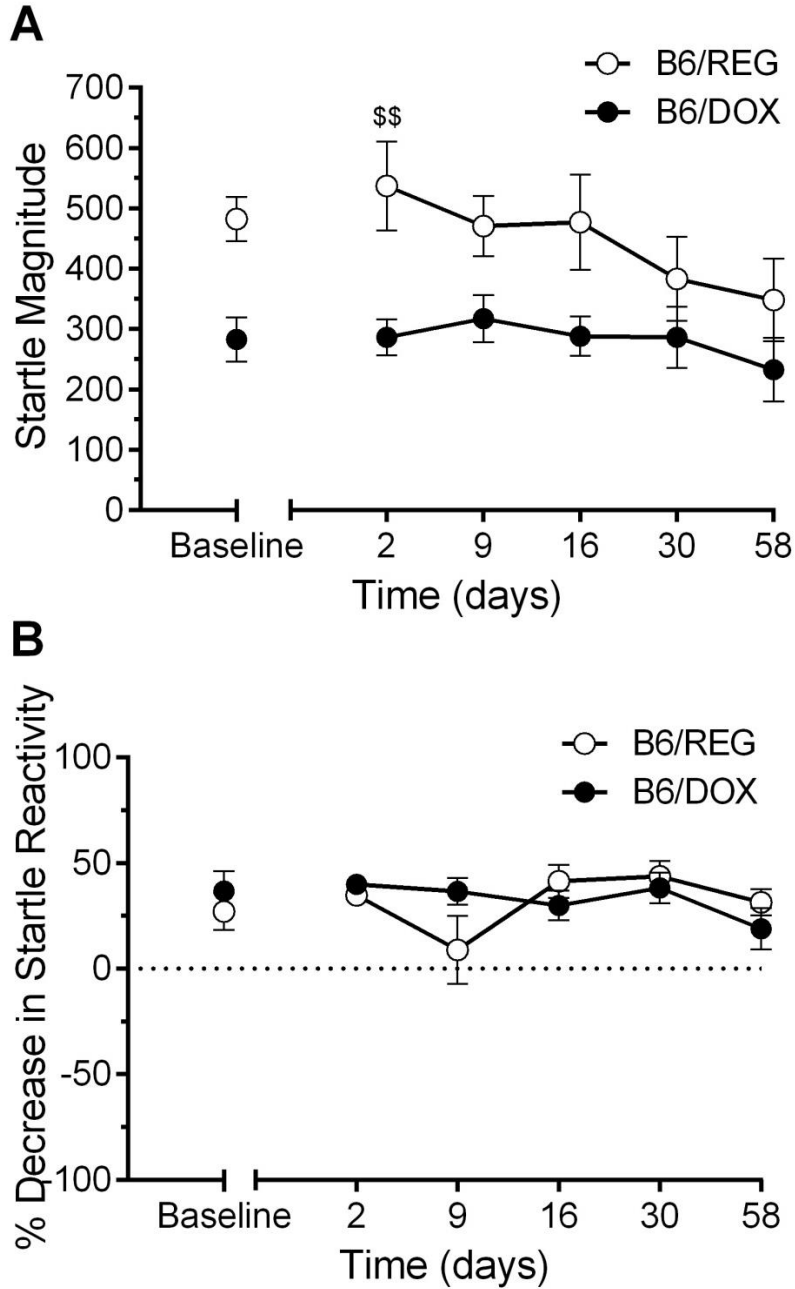 A
B6/REG
B6/DOX
Startle Magnitude
700
600
500
400
300
200
100
0
$$
Baseline 2 9 16 30 58
Time (days)
B
B6/REG
B6/DOX
% Decrease in Startle Reactivity
100
50
0
-50
-100
Baseline 2 9 16 30 58
Time (days)